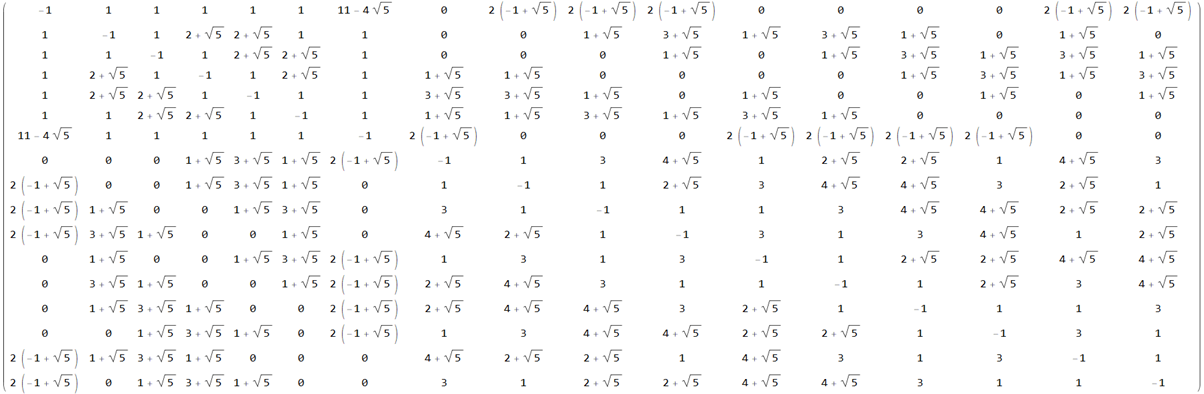 -1 1 1 1 1 1 11 - 4 √5 0 2 (-1 + √5) 2 (-1 + √5) 2 (-1 + √5) 0 0 0 0 2 (-1 + √5) 2 (-1 + √5)
1 -1 1 2 + √5 2 + √5 1 1 0 0 1 + √5 3 + √5 1 + √5 3 + √5 1 + √5 0 1 + √5 0
1 1 -1 1 2 + √5 2 + √5 1 0 0 0 1 + √5 0 1 + √5 3 + √5 1 + √5 3 + √5 1 + √5
1 2 + √5 1 -1 1 2 + √5 1 1 + √5 1 + √5 0 0 0 0 1 + √5 3 + √5 1 + √5 3 + √5
1 2 + √5 2 + √5 1 -1 1 1 3 + √5 3 + √5 1 + √5 0 1 + √5 0 0 1 + √5 0 1 + √5
1 1 2 + √5 2 + √5 1 -1 1 1 + √5 1 + √5 3 + √5 1 + √5 3 + √5 1 + √5 0 0 0 0
11 - 4 √5 1 1 1 1 1 -1 2 (-1 + √5) 0 0 0 2 (-1 + √5) 2 (-1 + √5) 2 (-1 + √5) 2 (-1 + √5) 0 0
0 0 0 1 + √5 3 + √5 1 + √5 2 (-1 + √5) -1 1 3 4 + √5 1 2 + √5 2 + √5 1 4 + √5 3
2 (-1 + √5) 0 0 1 + √5 3 + √5 1 + √5 0 1 -1 1 2 + √5 3 4 + √5 4 + √5 3 2 + √5 1
2 (-1 + √5) 1 + √5 0 0 1 + √5 3 + √5 0 3 1 -1 1 1 3 4 + √5 4 + √5 2 + √5 2 + √5
2 (-1 + √5) 3 + √5 1 + √5 0 0 1 + √5 0 4 + √5 2 + √5 1 -1 3 1 3 4 + √5 1 2 + √5
0 1 + √5 0 0 1 + √5 3 + √5 2 (-1 + √5) 1 3 1 3 -1 1 2 + √5 2 + √5 4 + √5 4 + √5
0 3 + √5 1 + √5 0 0 1 + √5 2 (-1 + √5) 2 + √5 4 + √5 3 1 1 -1 1 2 + √5 3 4 + √5
0 1 + √5 3 + √5 1 + √5 0 0 2 (-1 + √5) 2 + √5 4 + √5 4 + √5 3 2 + √5 1 -1 1 1 3
0 0 1 + √5 3 + √5 1 + √5 0 2 (-1 + √5) 1 3 4 + √5 4 + √5 2 + √5 2 + √5 1 -1 3 1
2 (-1 + √5) 1 + √5 3 + √5 1 + √5 0 0 0 4 + √5 2 + √5 2 + √5 1 4 + √5 3 1 3 -1 1
2 (-1 + √5) 0 1 + √5 3 + √5 1 + √5 0 0 3 1 2 + √5 2 + √5 4 + √5 4 + √5 3 1 1 -1